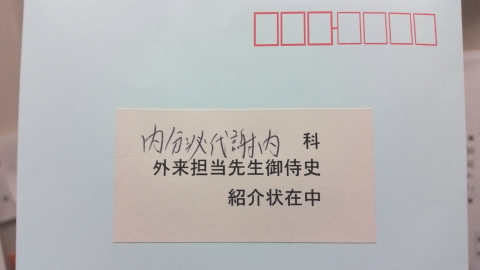 内分泌代謝内 科
外来担当先生御侍史
紹介状在中